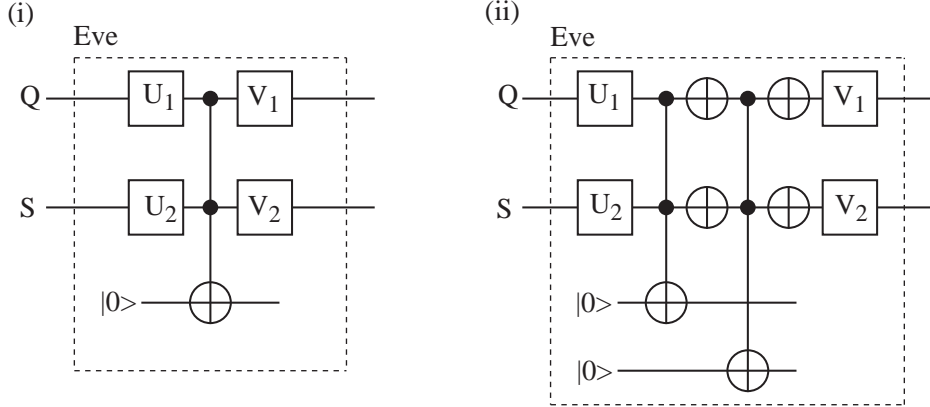 (i)
Eve
Q U1 V1
S U2 V2
|0>
(ii)
Eve
Q U1 V1
S U2 V2
|0>
|0>